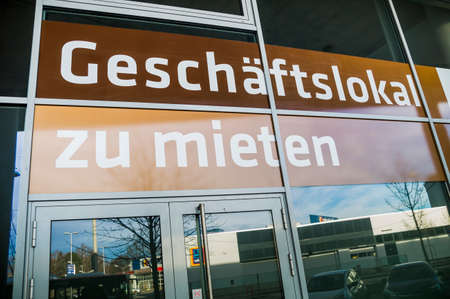 Geschäftslokal
zu mieten